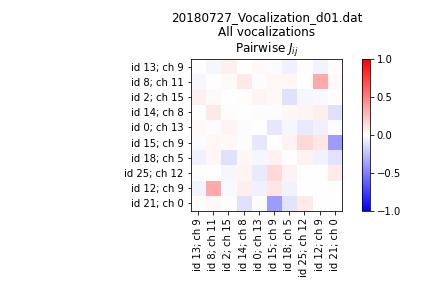 20180727_Vocalization_d01.dat
All vocalizations
Pairwise Jij
id 13; ch 9
id 8; ch 11
id 2; ch 15
id 14; ch 8
id 0; ch 13
id 15; ch 9
id 18; ch 5
id 25; ch 12
id 12; ch 9
id 21; ch 0
1.0
0.5
0.0
−0.5
−1.0
id 13; ch 9
id 8; ch 11
id 2; ch 15
id 14; ch 8
id 0; ch 13
id 15; ch 9
id 18; ch 5
id 25; ch 12
id 12; ch 9
id 21; ch 0